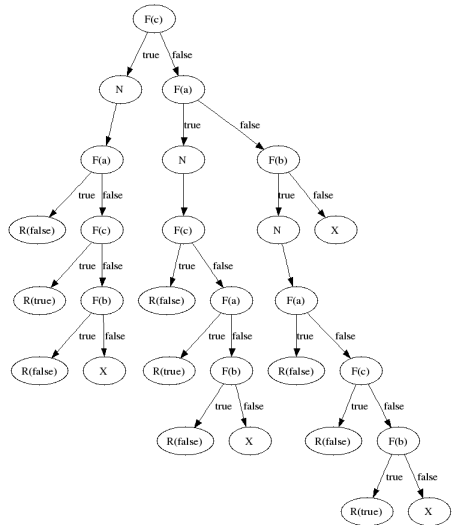 F(c)
true false
N F(a)
true false
F(a) N F(b)
true false true false
R(false) F(c) F(c) N X
true false true false
R(true) F(b) R(false) F(a) F(a)
true false true false true false
R(false) X R(true) F(b) R(false) F(c)
true false true false
R(false) X R(false) F(b)
true false
R(true) X